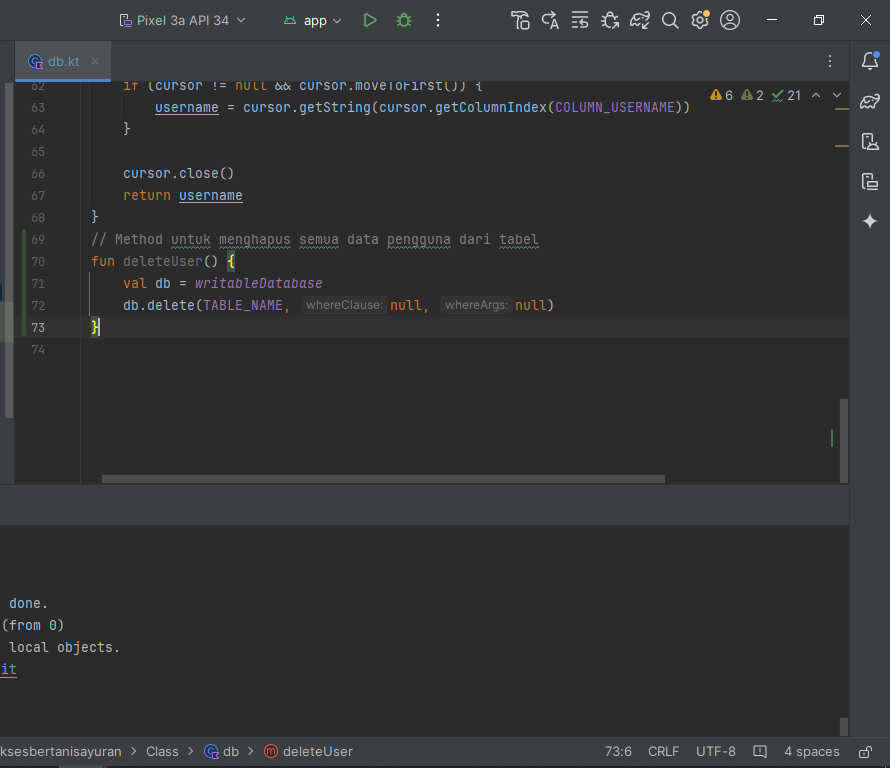 Pixel 3a API 34 app
db.kt
6 2 21
62 if (cursor != null && cursor.moveToFirst()) {
63 username = cursor.getString(cursor.getColumnIndex(COLUMN_USERNAME))
64 }
65
66 cursor.close()
67 return username
68 }
69 // Method untuk menghapus semua data pengguna dari tabel
70 fun deleteUser() {
71 val db = writableDatabase
72 db.delete(TABLE_NAME, whereClause: null, whereArgs: null)
73 }
74
done.
(from 0)
local objects.
it
ksesbertanisayuran > Class > db > deleteUser 73:6 CRLF UTF-8 4 spaces